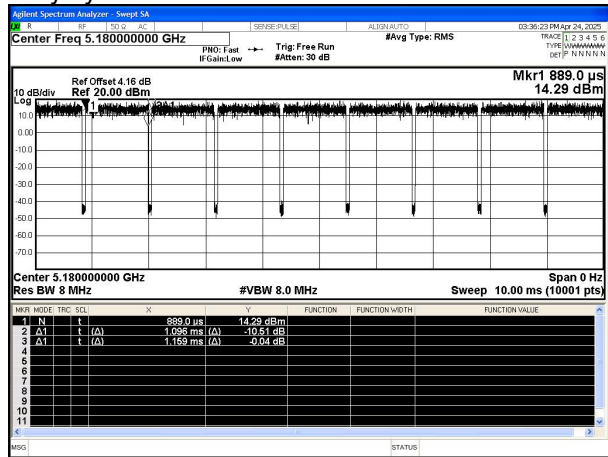 Agilent Spectrum Analyzer - Swept SA
R RF 50 Ω AC SENSE:PULSE ALIGN AUTO 03:36:23 PM Apr 24, 2025
Center Freq 5.180000000 GHz #Avg Type: RMS TRACE 1 2 3 4 5 6
PNO: Fast Trig: Free Run TYPE WWWWWW
IFGain:Low #Atten: 30 dB DET P N N N N N
Mkr1 889.0 µs
14.29 dBm
Ref Offset 4.16 dB
10 dB/div Ref 20.00 dBm
Log
1 3Δ1
10.0
0.00
-10.0
-20.0
-30.0
-40.0
-50.0
-60.0
-70.0
Center 5.180000000 GHz Span 0 Hz
Res BW 8 MHz #VBW 8.0 MHz Sweep 10.00 ms (10001 pts)
MKR MODE TRC SCL X Y FUNCTION FUNCTION WIDTH FUNCTION VALUE
1 N t 889.0 µs 14.29 dBm
2 Δ1 t (Δ) 1.096 ms (Δ) -10.51 dB
3 Δ1 t (Δ) 1.159 ms (Δ) -0.04 dB
4
5
6
7
8
9
10
11
MSG STATUS